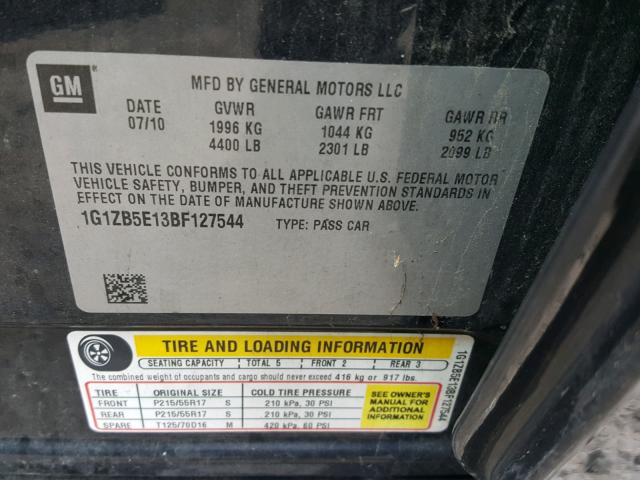 GM
MFD BY GENERAL MOTORS LLC
DATE GVWR GAWR FRT GAWR RR
07/10 1996 KG 1044 KG 952 KG
4400 LB 2301 LB 2099 LB
THIS VEHICLE CONFORMS TO ALL APPLICABLE U.S. FEDERAL MOTOR
VEHICLE SAFETY, BUMPER, AND THEFT PREVENTION STANDARDS IN
EFFECT ON THE DATE OF MANUFACTURE SHOWN ABOVE.
1G1ZB5E13BF127544 TYPE: PASS CAR
TIRE AND LOADING INFORMATION
SEATING CAPACITY TOTAL 5 FRONT 2 REAR 3
The combined weight of occupants and cargo should never exceed 416 kg or 917 lbs.
TIRE ORIGINAL SIZE COLD TIRE PRESSURE
FRONT P215/55R17 S 210 kPa, 30 PSI
REAR P215/55R17 S 210 kPa, 30 PSI
SPARE T125/70D16 M 420 kPa, 60 PSI
SEE OWNER'S
MANUAL FOR
ADDITIONAL
INFORMATION
1G1ZB5E13BF127544